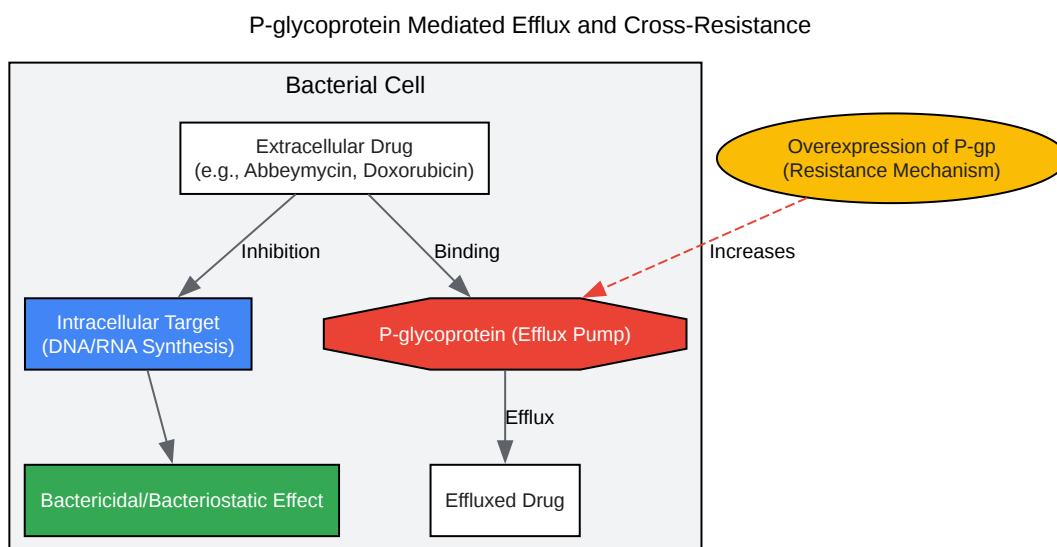 P-glycoprotein Mediated Efflux and Cross-Resistance
Bacterial Cell
Extracellular Drug
(e.g., Abbeymycin, Doxorubicin)
Overexpression of P-gp
(Resistance Mechanism)
Inhibition
Binding
Increases
Intracellular Target
(DNA/RNA Synthesis)
P-glycoprotein (Efflux Pump)
Efflux
Bactericidal/Bacteriostatic Effect
Effluxed Drug